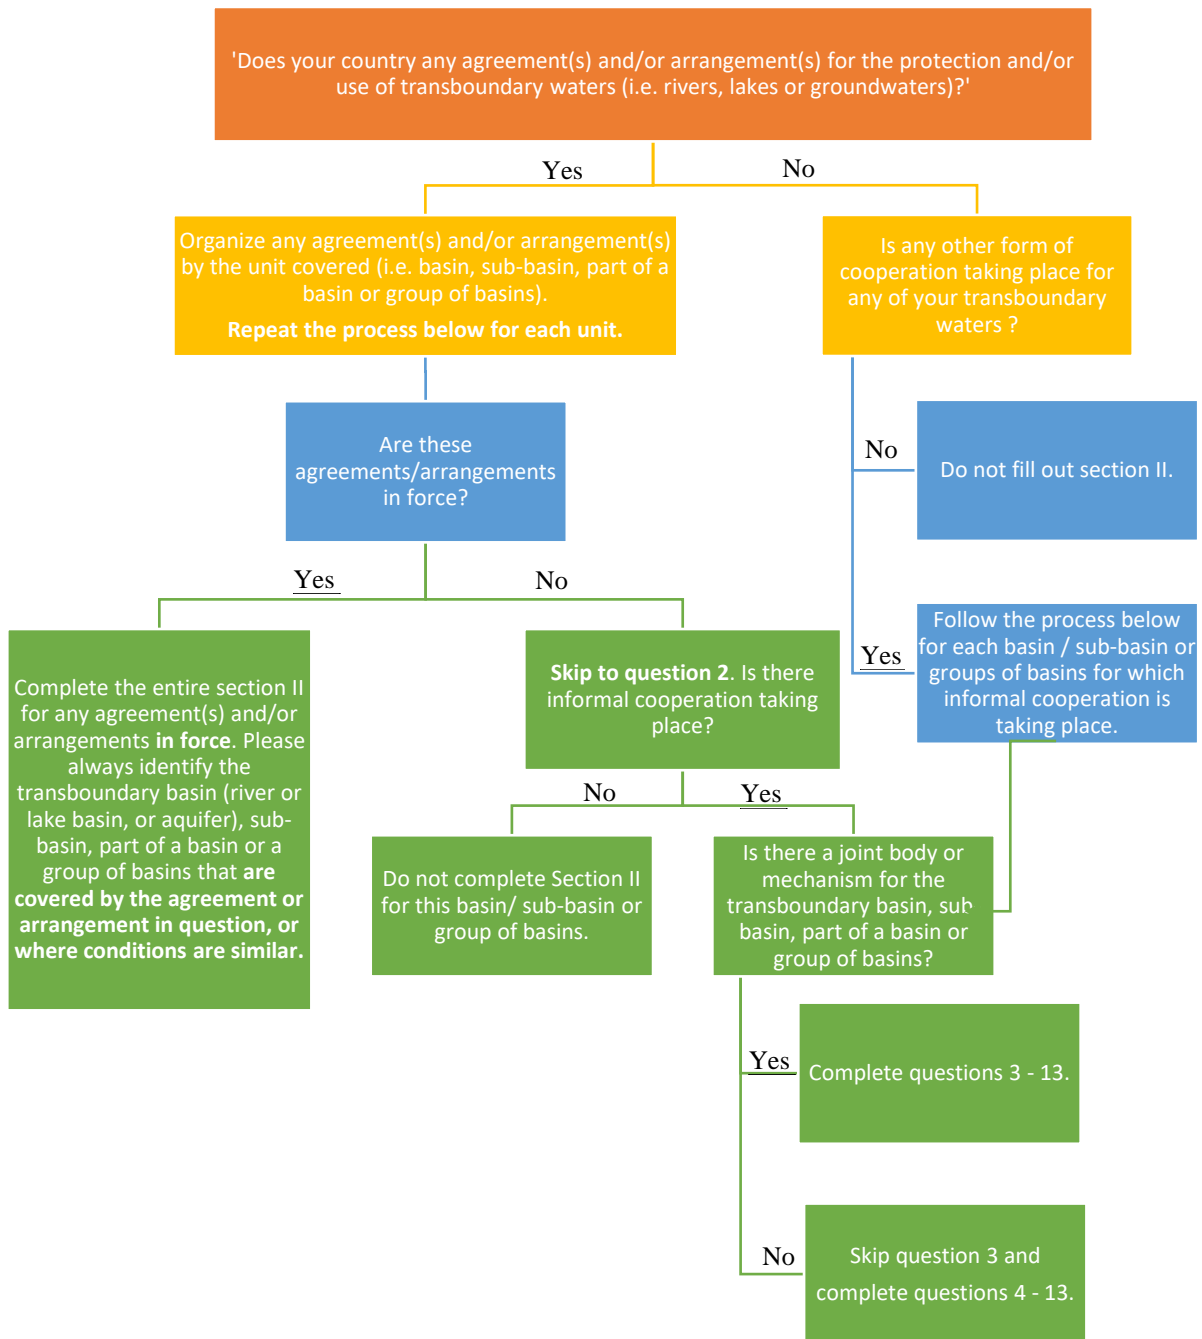 'Does your country any agreement(s) and/or arrangement(s) for the protection and/or
use of transboundary waters (i.e. rivers, lakes or groundwaters)?'
Yes
No
Organize any agreement(s) and/or arrangement(s)
by the unit covered (i.e. basin, sub-basin, part of a
basin or group of basins).
Repeat the process below for each unit.
Is any other form of
cooperation taking place for
any of your transboundary
waters ?
Are these
agreements/arrangements
in force?
No
Do not fill out section II.
Yes
No
Yes
Follow the process below
for each basin / sub-basin or
groups of basins for which
informal cooperation is
taking place.
Complete the entire section II
for any agreement(s) and/or
arrangements in force. Please
always identify the
transboundary basin (river or
lake basin, or aquifer), sub-
basin, part of a basin or a
group of basins that are
covered by the agreement or
arrangement in question, or
where conditions are similar.
Skip to question 2. Is there
informal cooperation taking
place?
No
Yes
Do not complete Section II
for this basin/ sub-basin or
group of basins.
Is there a joint body or
mechanism for the
transboundary basin, sub
basin, part of a basin or
group of basins?
Yes
Complete questions 3 - 13.
No
Skip question 3 and
complete questions 4 - 13.